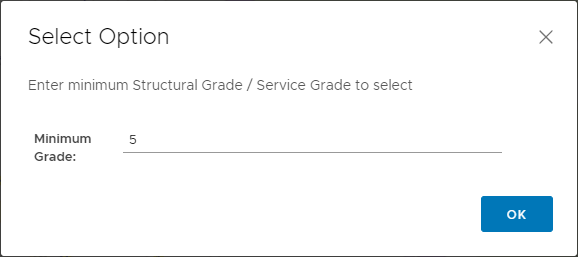 Select Option
Enter minimum Structural Grade / Service Grade to select
Minimum
Grade:
5
OK